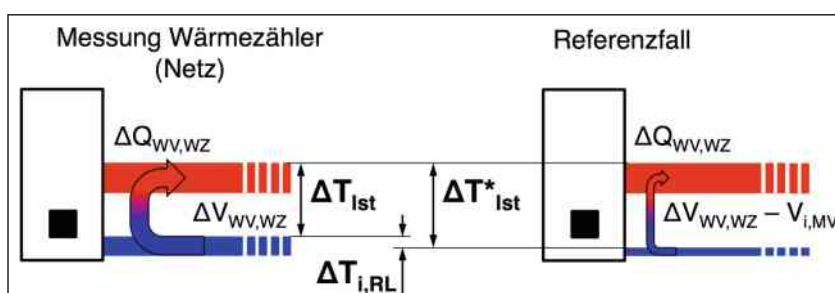 Messung Wärmezähler
(Netz)
Referenzfall
ΔQWV,WZ
ΔVWV,WZ
ΔTIst
ΔT*Ist
ΔTi,RL
ΔQWV,WZ
ΔVWV,WZ – Vi,MV